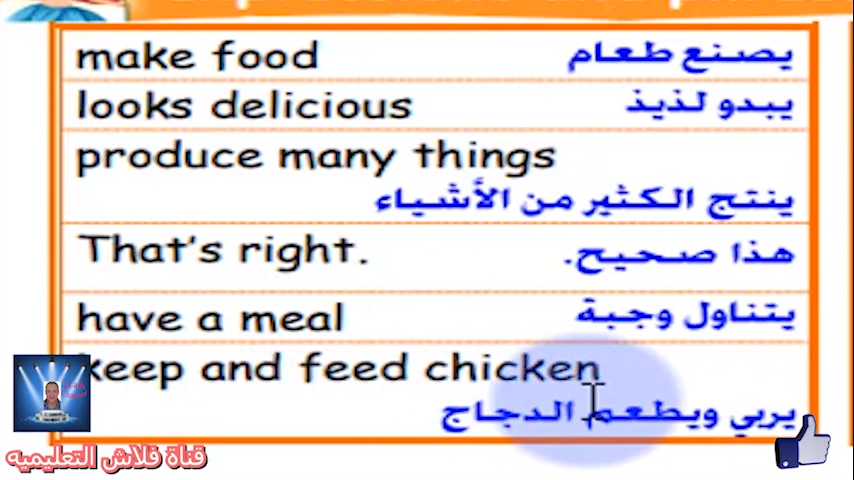 make food يصنع طعام
looks delicious يبدو لذيذ
produce many things
ينتج الكثير من الأشياء
That's right. هذا صحيح.
have a meal يتناول وجبة
keep and feed chicken
يربي ويطعم الدجاج
قناة قلاش التعليميه